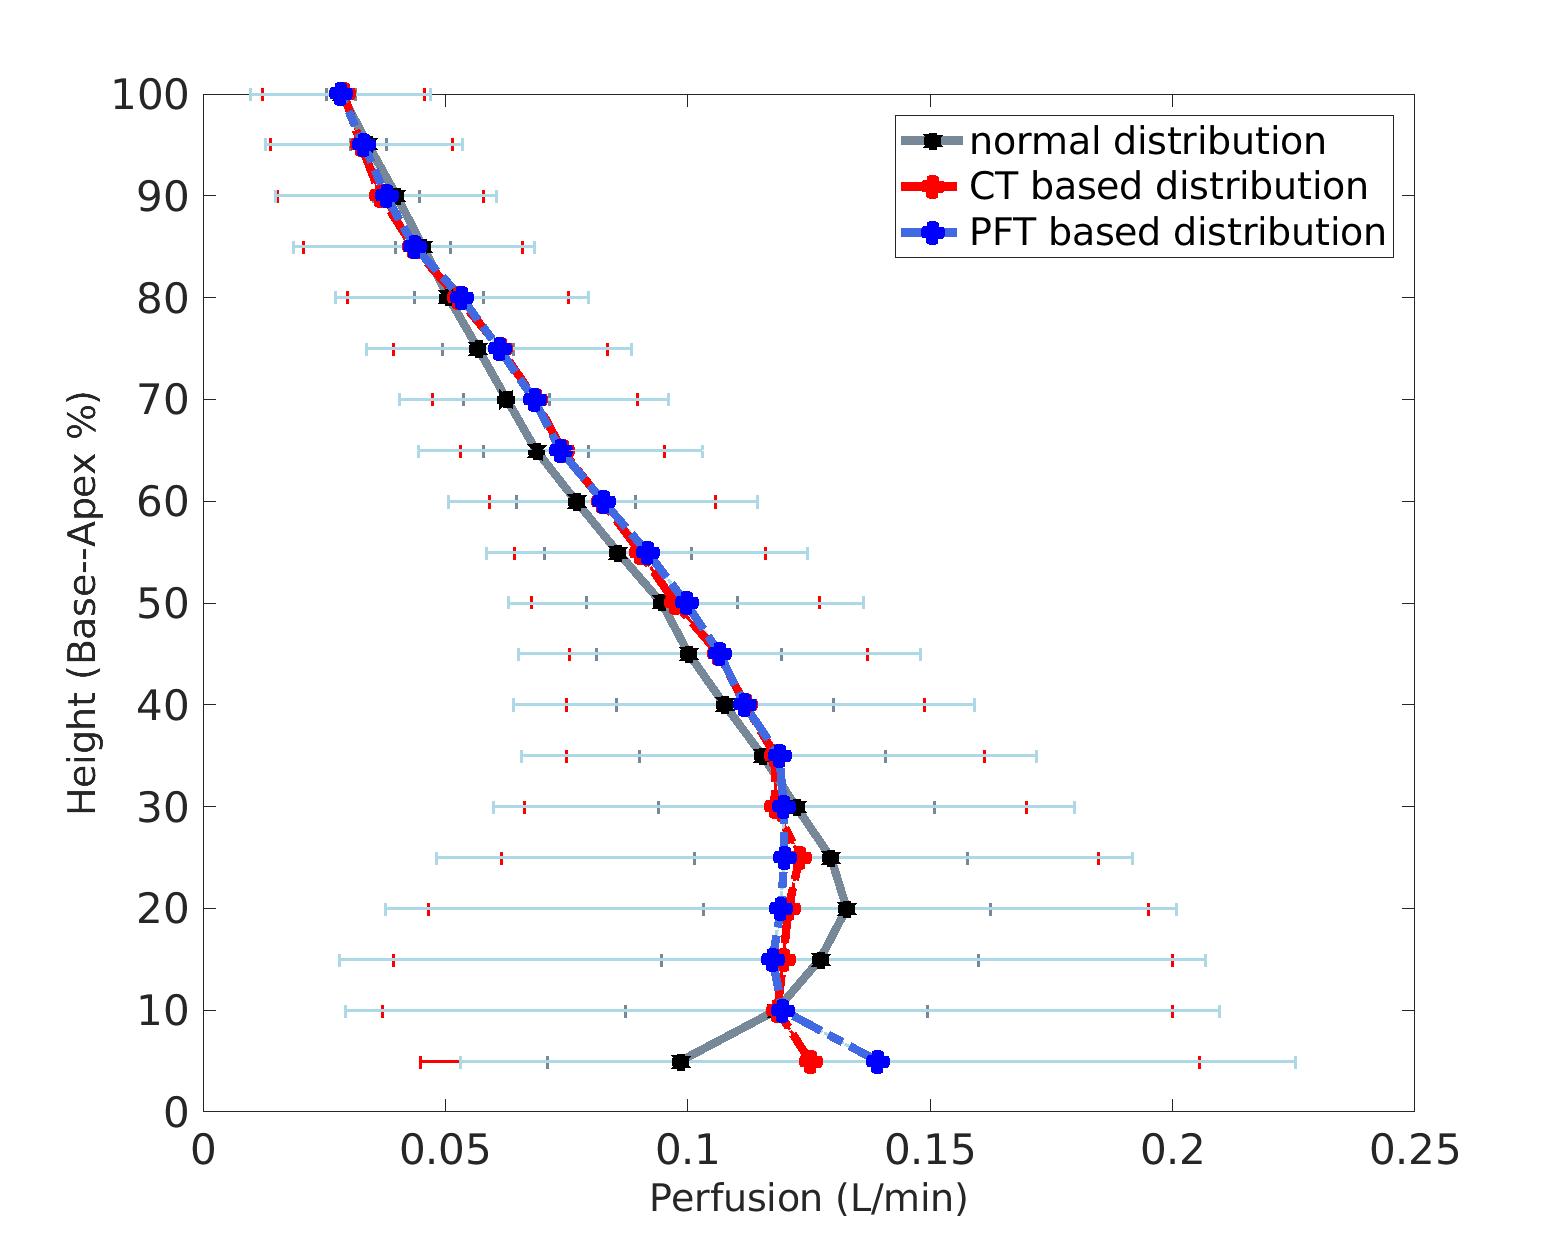 normal distribution
CT based distribution
PFT based distribution
100
90
80
70
60
50
40
30
20
10
0
Height (Base--Apex %)
0 0.05 0.1 0.15 0.2 0.25
Perfusion (L/min)